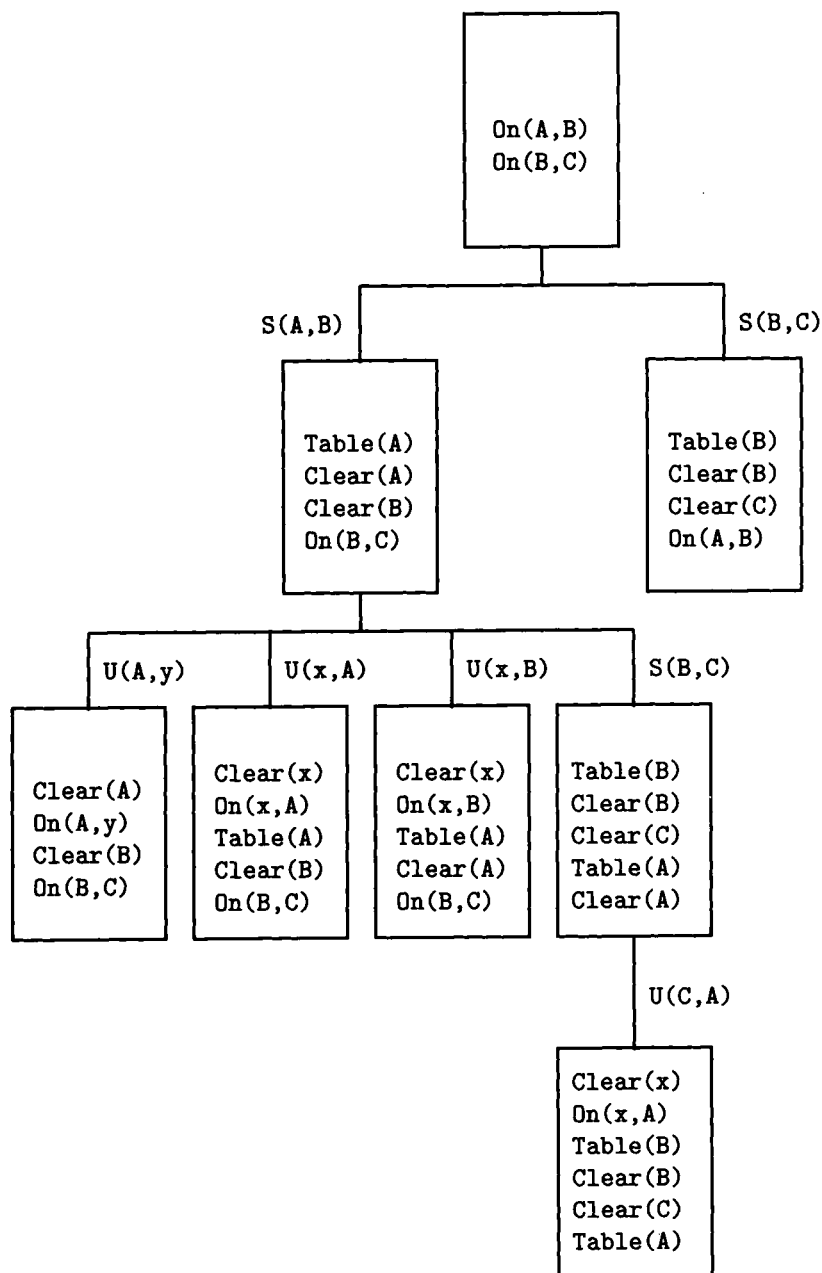 On(A,B)
On(B,C)
S(A,B)
S(B,C)
Table(A)
Clear(A)
Clear(B)
On(B,C)
Table(B)
Clear(B)
Clear(C)
On(A,B)
U(A,y)
U(x,A)
U(x,B)
S(B,C)
Clear(A)
On(A,y)
Clear(B)
On(B,C)
Clear(x)
On(x,A)
Table(A)
Clear(B)
On(B,C)
Clear(x)
On(x,B)
Table(A)
Clear(A)
On(B,C)
Table(B)
Clear(B)
Clear(C)
Table(A)
Clear(A)
U(C,A)
Clear(x)
On(x,A)
Table(B)
Clear(B)
Clear(C)
Table(A)